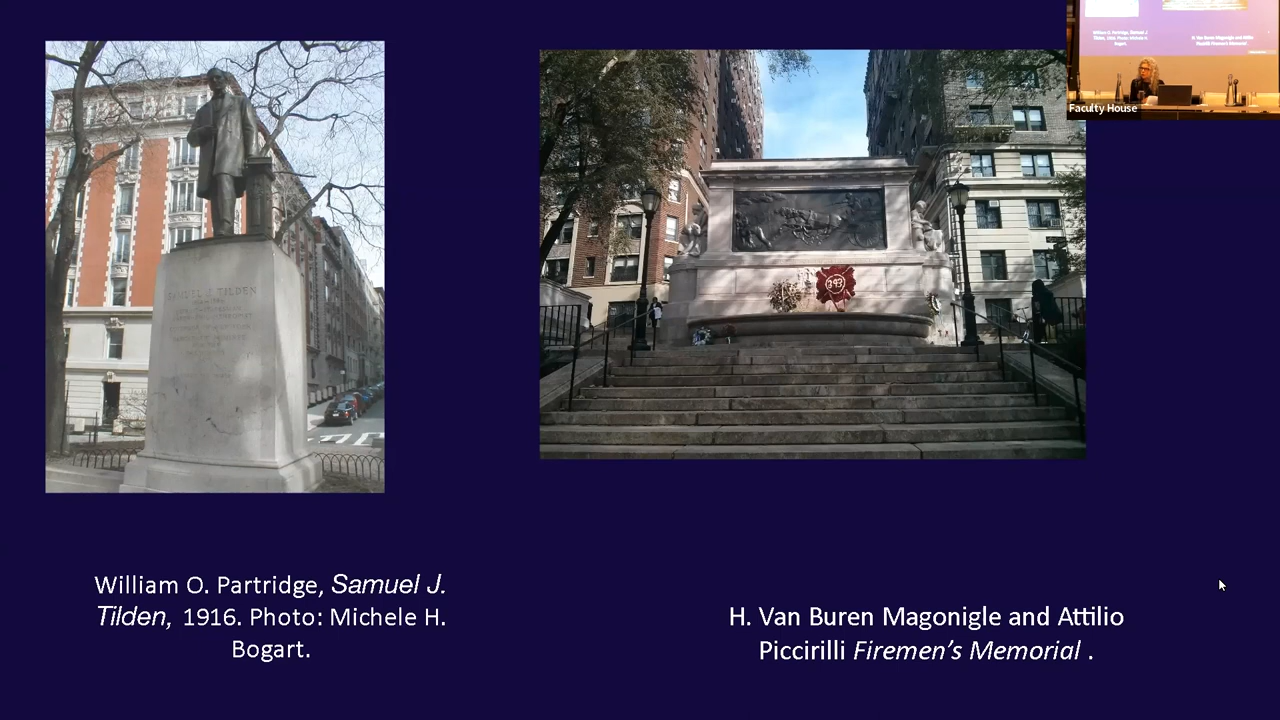 Faculty House
SAMUEL J. TILDEN
393
William O. Partridge, Samuel J.
Tilden, 1916. Photo: Michele H.
Bogart.
H. Van Buren Magonigle and Attilio
Piccirilli Firemen’s Memorial .